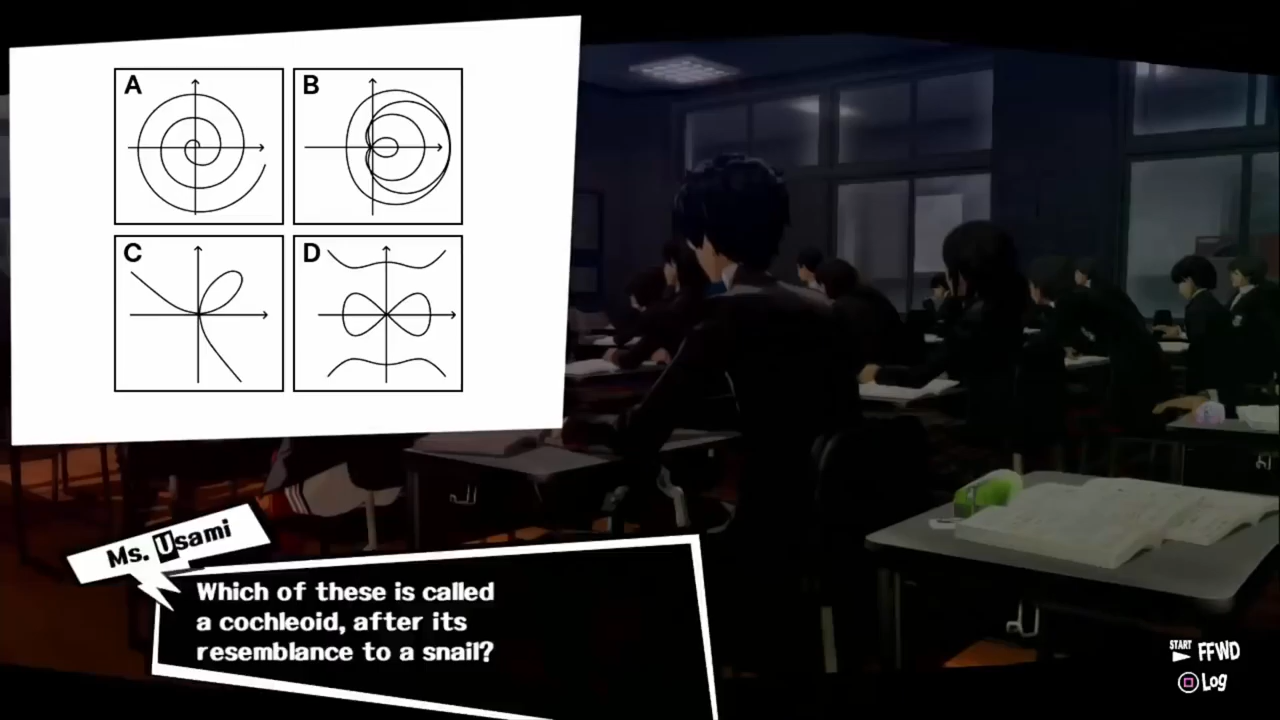 A
B
C
D
Ms. Usami
Which of these is called
a cochleoid, after its
resemblance to a snail?
START
FFWD
Log